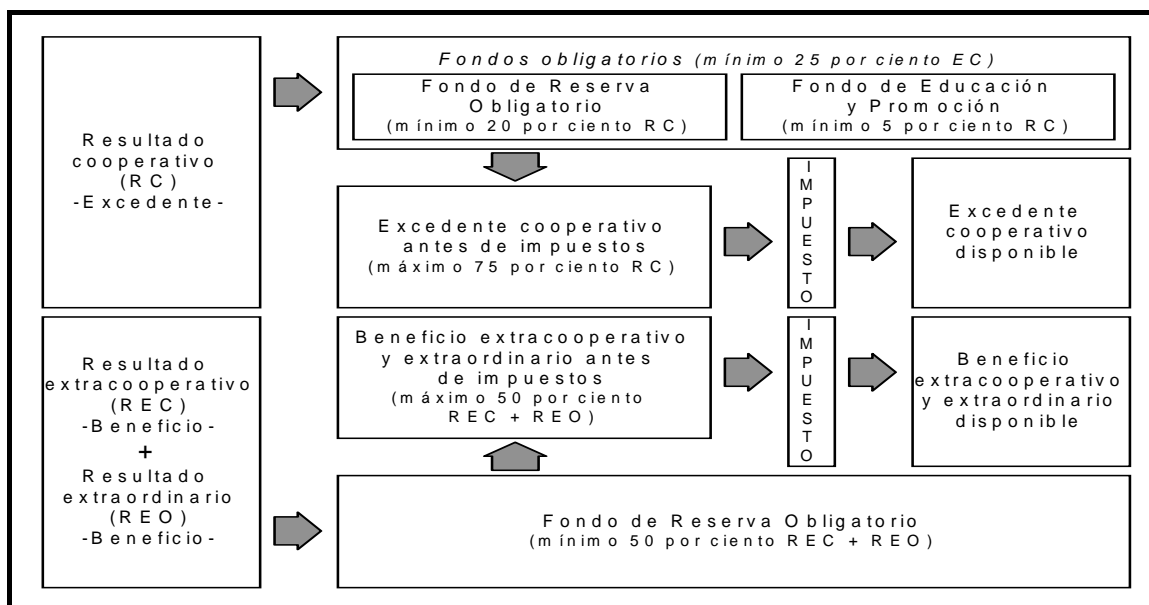 Resultado
cooperativo
(RC)
-Excedente-
Fondos obligatorios (mínimo 25 por ciento EC)
Fondo de Reserva
Obligatorio
(mínimo 20 por ciento RC)
Fondo de Educación
y Promoción
(mínimo 5 por ciento RC)
Excedente cooperativo
antes de impuestos
(máximo 75 por ciento RC)
IMPUESTO
Excedente
cooperativo
disponible
Resultado
extracooperativo
(REC)
-Beneficio-
+
Resultado
extraordinario
(REO)
-Beneficio-
Beneficio extracooperativo
y extraordinario antes
de impuestos
(máximo 50 por ciento
REC + REO)
IMPUESTO
Beneficio
extracooperativo
y extraordinario
disponible
Fondo de Reserva Obligatorio
(mínimo 50 por ciento REC + REO)